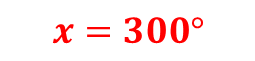 x = 300°